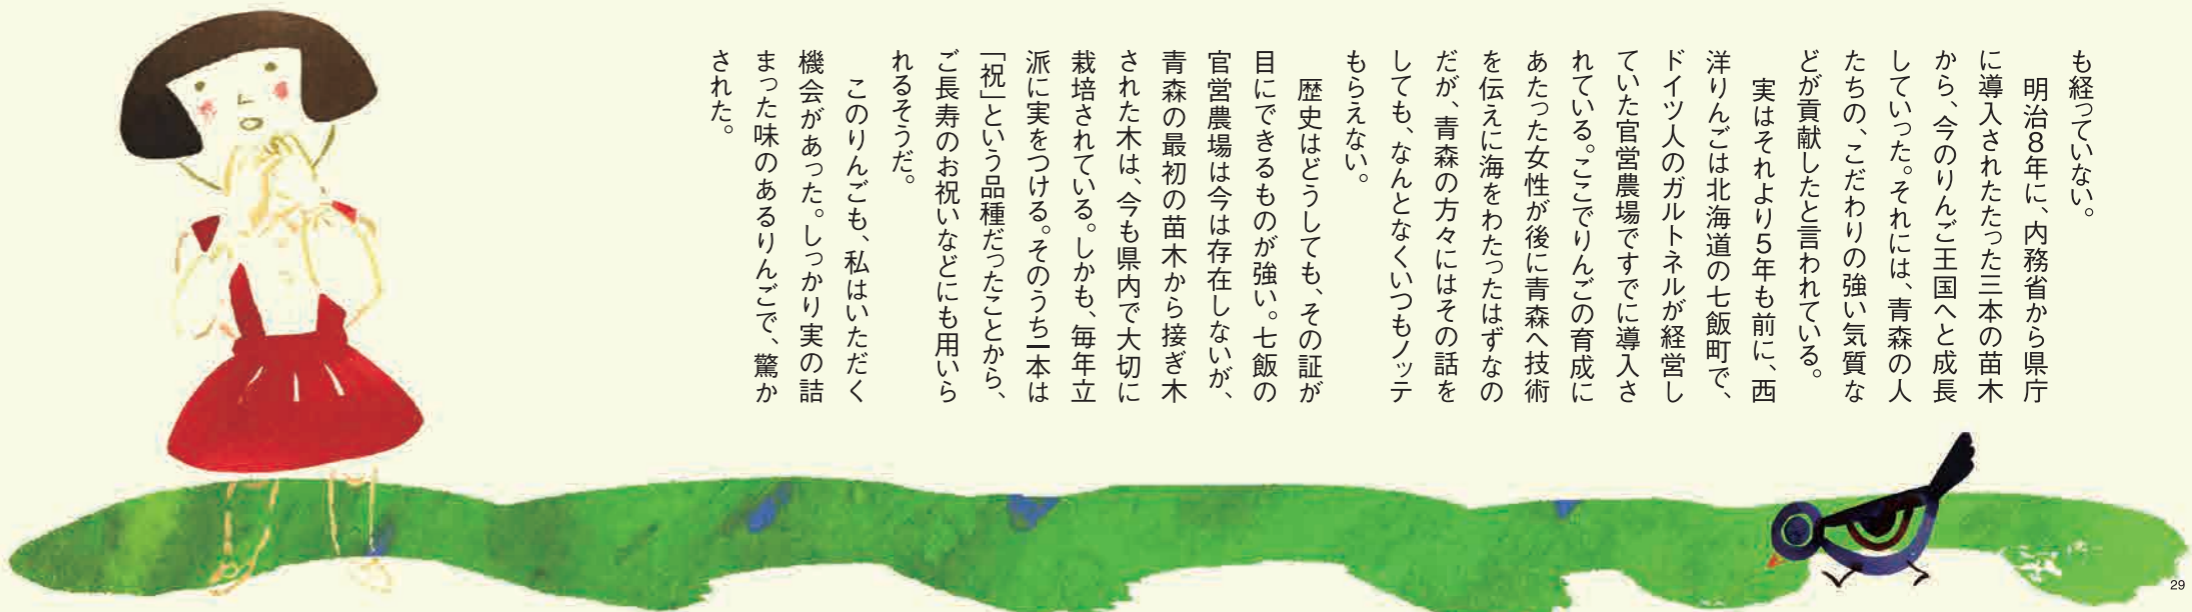 も経っていない。
明治8年に、内務省から県庁
に導入されたたった三本の苗木
から、今のりんご王国へと成長
していった。それには、青森の人
たちの、こだわりの強い気質な
どが貢献したと言われている。
実はそれより5年も前に、西
洋りんごは北海道の七飯町で、
ドイツ人のガルトネルが経営し
ていた官営農場ですでに導入さ
れている。ここでりんごの育成に
あたった女性が後に青森へ技術
を伝えに海をわたったはずなの
だが、青森の方々にはその話を
しても、なんとなくいつもノッテ
もらえない。
歴史はどうしても、その証が
目にできるものが強い。七飯の
官営農場は今は存在しないが、
青森の最初の苗木から接ぎ木
された木は、今も県内で大切に
栽培されている。しかも、毎年立
派に実をつける。そのうち一本は
「祝」という品種だったことから、
ご長寿のお祝いなどにも用いら
れるそうだ。
このりんごも、私はいただく
機会があった。しっかり実の詰
まった味のあるりんごで、驚か
された。
29